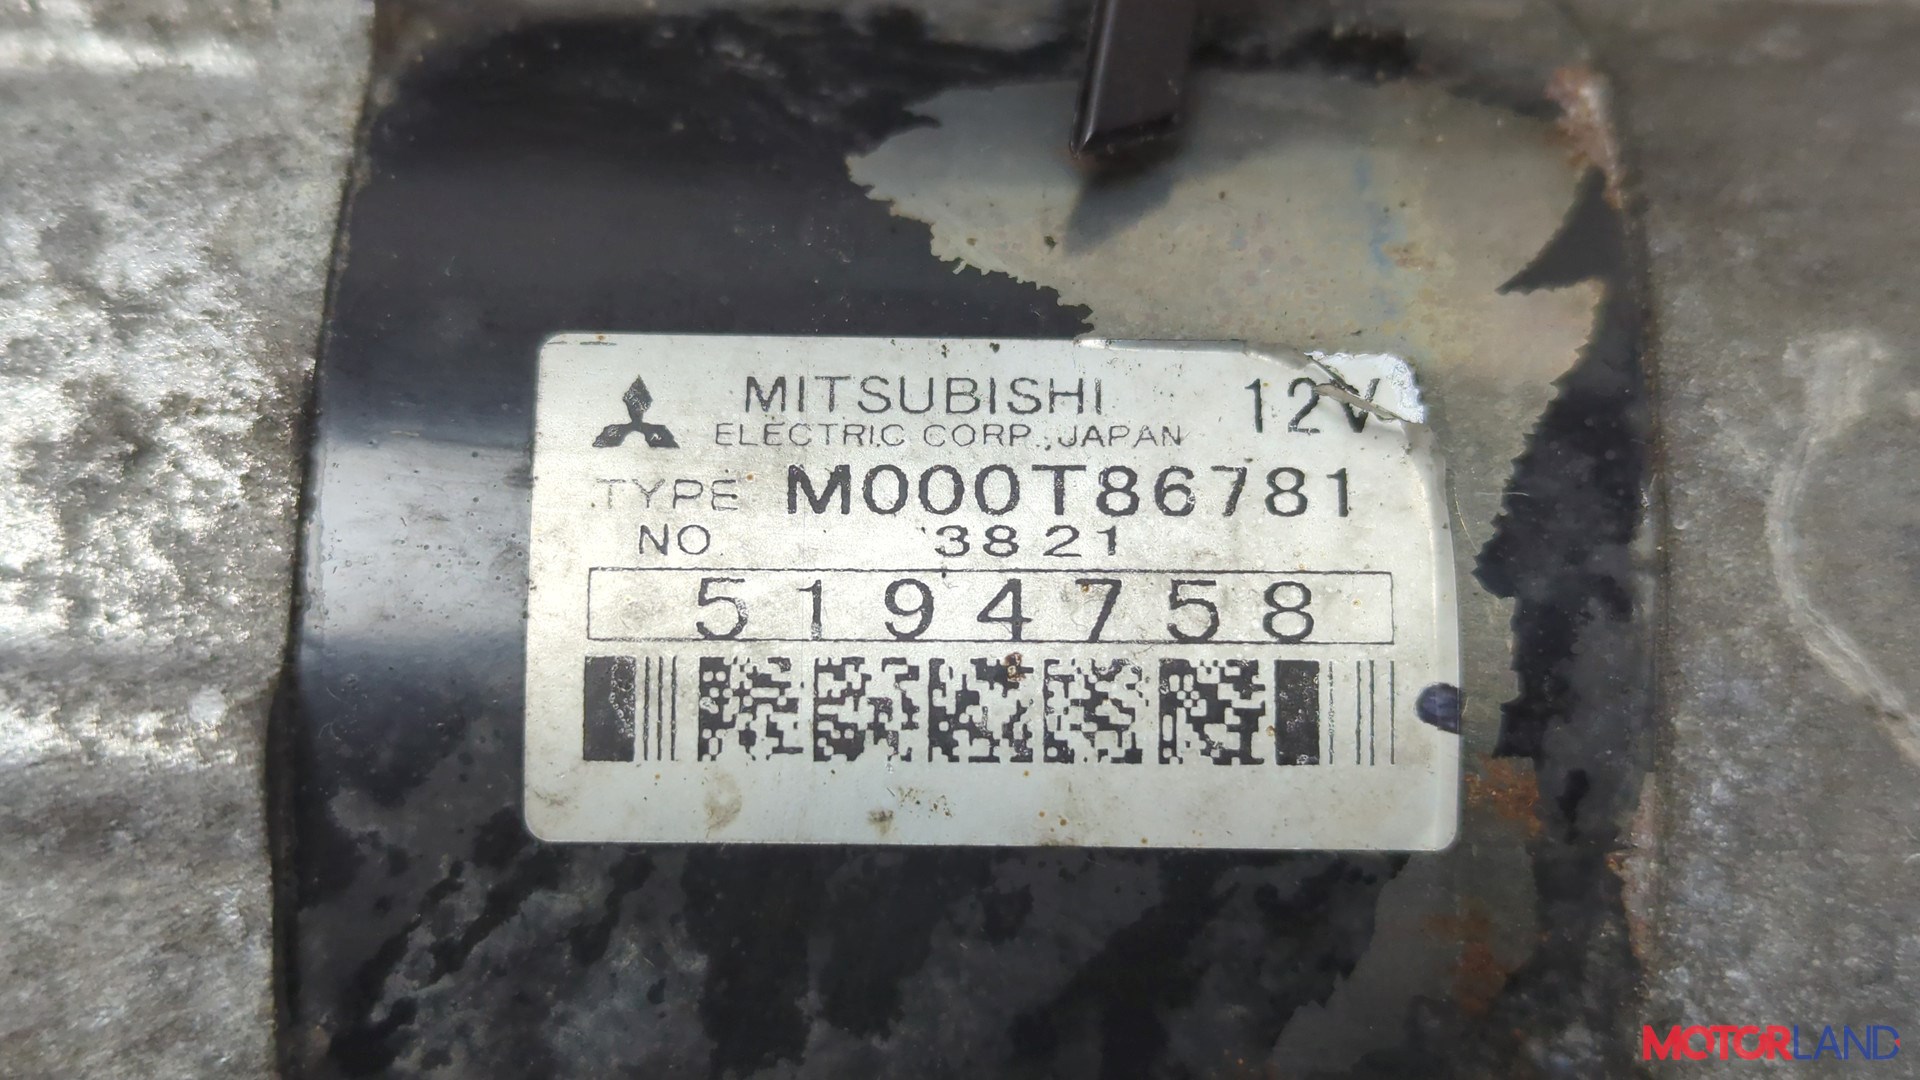 MITSUBISHI 12V
ELECTRIC CORP. JAPAN
TYPE M000T86781
NO 3821
5194758
MOTORLAND